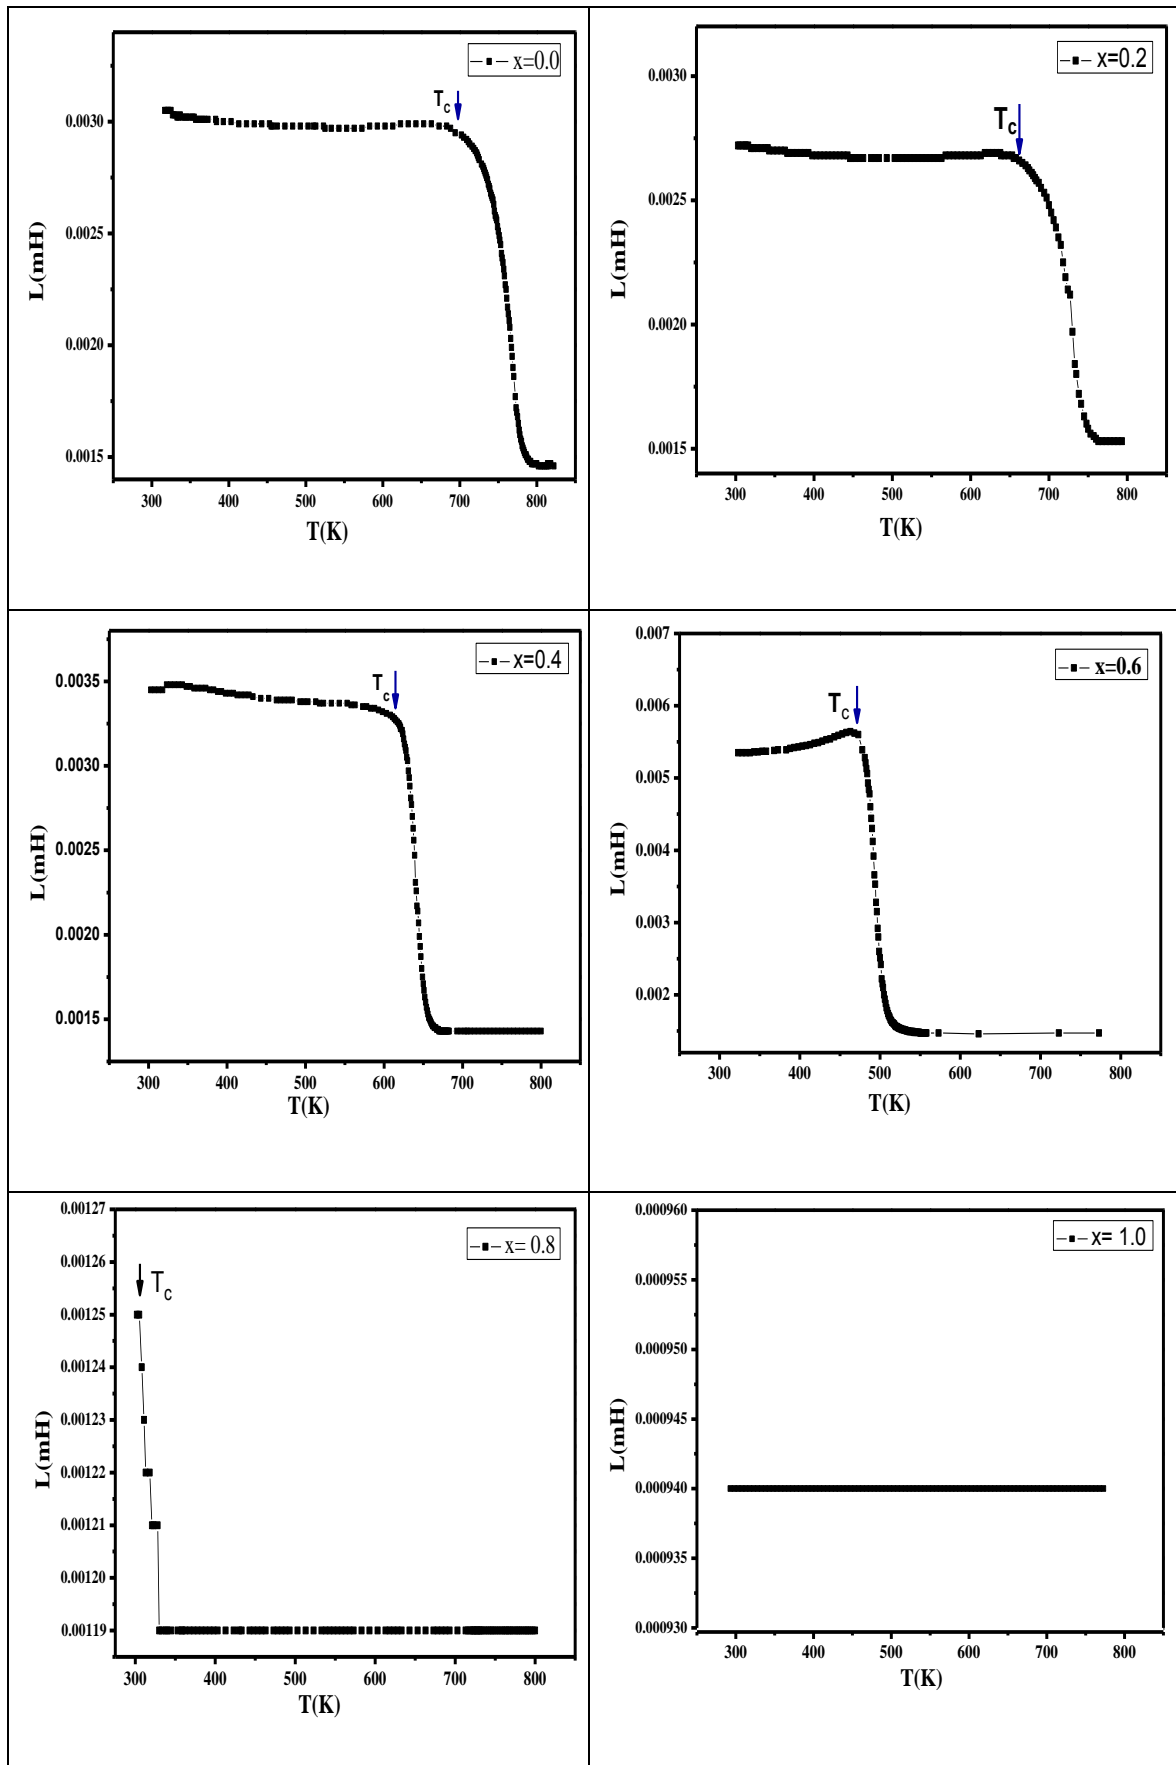 x=0.0
T_c
0.0030
0.0025
0.0020
0.0015
L(mH)
300 400 500 600 700 800
T(K)
x=0.2
T_c
0.0030
0.0025
0.0020
0.0015
L(mH)
300 400 500 600 700 800
T(K)
x=0.4
T_c
0.0035
0.0030
0.0025
0.0020
0.0015
L(mH)
300 400 500 600 700 800
T(K)
x=0.6
T_c
0.007
0.006
0.005
0.004
0.003
0.002
L(mH)
300 400 500 600 700 800
T(K)
x= 0.8
T_c
0.00127
0.00126
0.00125
0.00124
0.00123
0.00122
0.00121
0.00120
0.00119
L(mH)
300 400 500 600 700 800
T(K)
x= 1.0
0.000960
0.000955
0.000950
0.000945
0.000940
0.000935
0.000930
L(mH)
300 400 500 600 700 800
T(K)